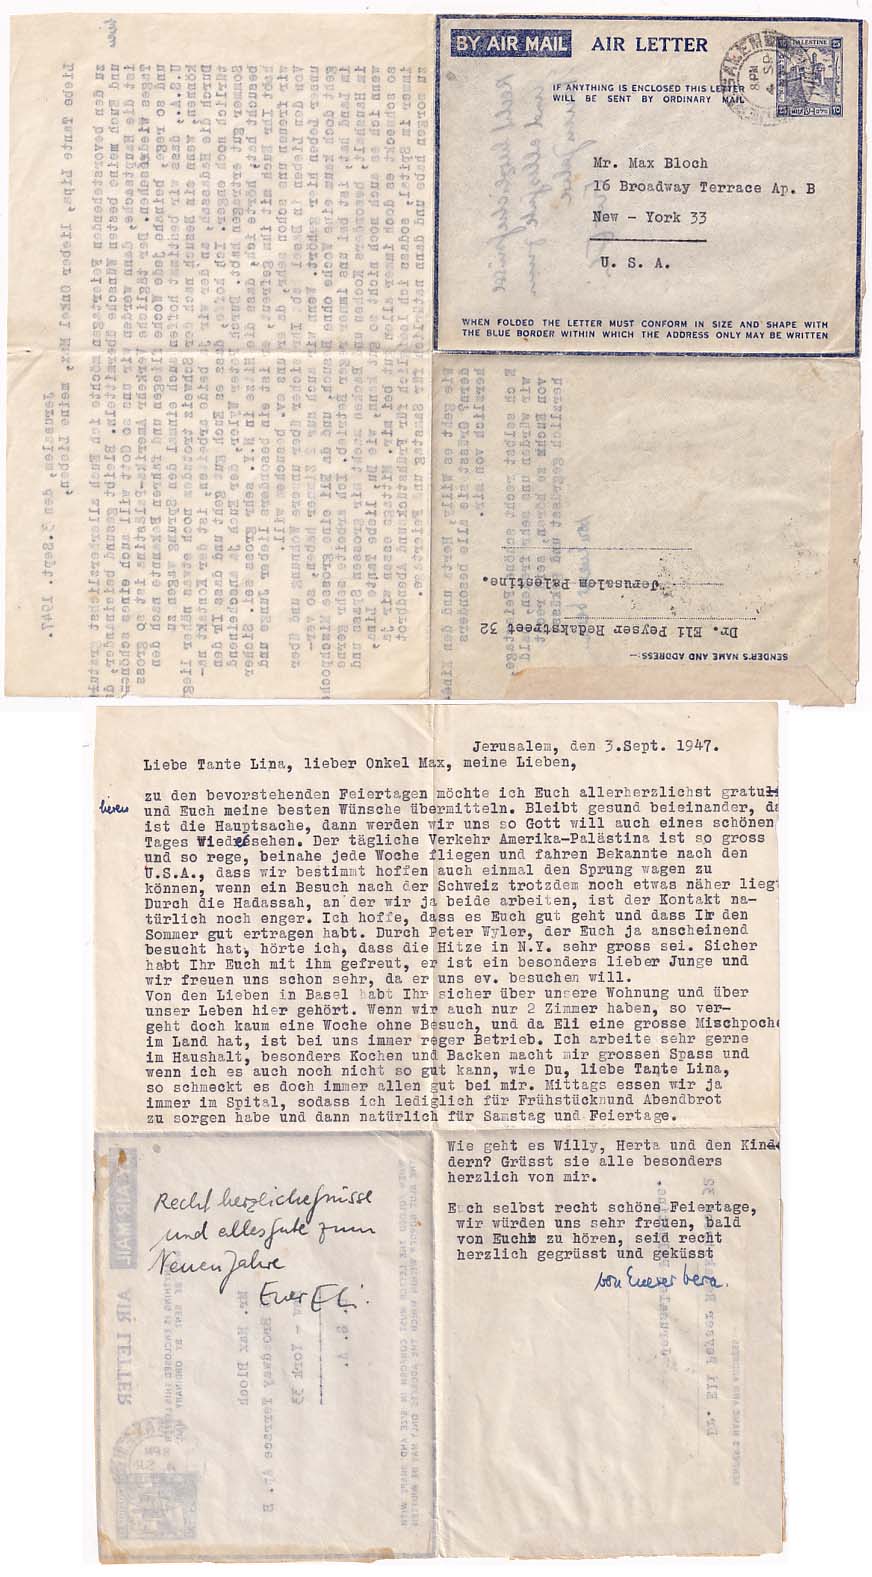 BY AIR MAIL AIR LETTER
IF ANYTHING IS ENCLOSED THIS LETTER
WILL BE SENT BY ORDINARY MAIL
PALESTINE
8 PM
Mr. Max Bloch
16 Broadway Terrace Ap. B
New - York 33
U. S. A.
WHEN FOLDED THE LETTER MUST CONFORM IN SIZE AND SHAPE WITH
THE BLUE BORDER WITHIN WHICH THE ADDRESS ONLY MAY BE WRITTEN
SENDER'S NAME AND ADDRESS:-
Dr. Eli Peyser Redakstreet 32
Jerusalem Palestine.
Jerusalem, den 3.Sept. 1947.
Liebe Tante Lina, lieber Onkel Max, meine Lieben,
zu den bevorstehenden Feiertagen möchte ich Euch allerherzlichst gratuli
lieren
und Euch meine besten Wünsche übermitteln. Bleibt gesund beieinander, da
ist die Hauptsache, dann werden wir uns so Gott will auch eines schönen
Tages Wiedersehen. Der tägliche Verkehr Amerika-Palästina ist so gross
und so rege, beinahe jede Woche fliegen und fahren Bekannte nach den
U.S.A., dass wir bestimmt hoffen auch einmal den Sprung wagen zu
können, wenn ein Besuch nach der Schweiz trotzdem noch etwas näher liegt
Durch die Hadassah, an der wir ja beide arbeiten, ist der Kontakt na-
türlich noch enger. Ich hoffe, dass es Euch gut geht und dass Ihr den
Sommer gut ertragen habt. Durch Peter Wyler, der Euch ja anscheinend
besucht hat, hörte ich, dass die Hitze in N.Y. sehr gross sei. Sicher
habt Ihr Euch mit ihm gefreut, er ist ein besonders lieber Junge und
wir freuen uns schon sehr, da er uns ev. besuchen will.
Von den Lieben in Basel habt Ihr sicher über unsere Wohnung und über
unser Leben hier gehört. Wenn wir auch nur 2 Zimmer haben, so ver-
geht doch kaum eine Woche ohne Besuch, und da Eli eine grosse Mischpoche
im Land hat, ist bei uns immer reger Betrieb. Ich arbeite sehr gerne
im Haushalt, besonders Kochen und Backen macht mir grossen Spass und
wenn ich es auch noch nicht so gut kann, wie Du, liebe Tante Lina,
so schmeckt es doch immer allen gut bei mir. Mittags essen wir ja
immer im Spital, sodass ich lediglich für Frühstücknund Abendbrot
zu sorgen habe und dann natürlich für Samstag und Feiertage.
Wie geht es Willy, Herta und den Kin
dern? Grüsst sie alle besonders
herzlich von mir.
Euch selbst recht schöne Feiertage,
wir würden uns sehr freuen, bald
von Euch zu hören, seid recht
herzlich gegrüsst und geküsst
von Euerer Vera.
Recht herzliche Grüsse
und alles Gute zum
Neuen Jahre
Euer Eli.